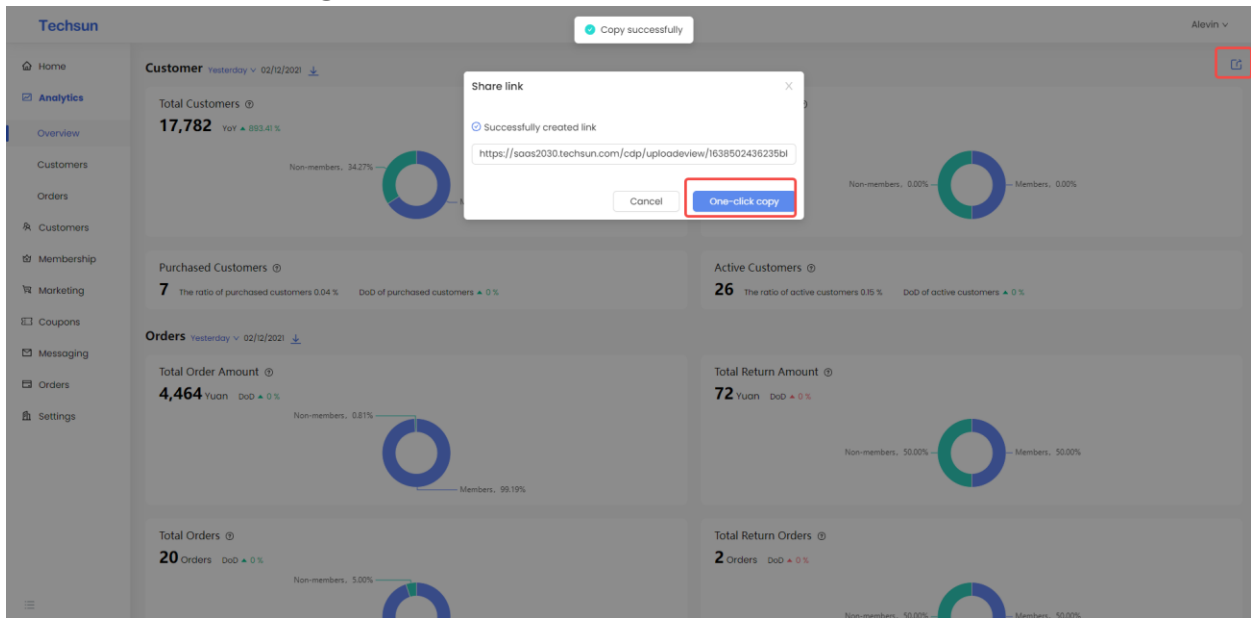 Techsun
Copy successfully
Alevin
Home
Analytics
Overview
Customers
Orders
Customers
Membership
Marketing
Coupons
Messaging
Orders
Settings
Customer Yesterday 02/12/2021
Total Customers
17,782 YoY ▲ 893.41 %
Non-members, 34.27%
Share link
Successfully created link
https://saas2030.techsun.com/cdp/uploadeview/1638502436235bl
Cancel
One-click copy
Non-members, 0.00%
Members, 0.00%
Purchased Customers
7 The ratio of purchased customers 0.04 % DoD of purchased customers ▲ 0 %
Active Customers
26 The ratio of active customers 0.15 % DoD of active customers ▲ 0 %
Orders Yesterday 02/12/2021
Total Order Amount
4,464 Yuan DoD ▲ 0 %
Non-members, 0.81%
Members, 99.19%
Total Return Amount
72 Yuan DoD ▲ 0 %
Non-members, 50.00%
Members, 50.00%
Total Orders
20 Orders DoD ▲ 0 %
Non-members, 5.00%
Total Return Orders
2 Orders DoD ▲ 0 %
Non-members, 50.00%
Members, 50.00%